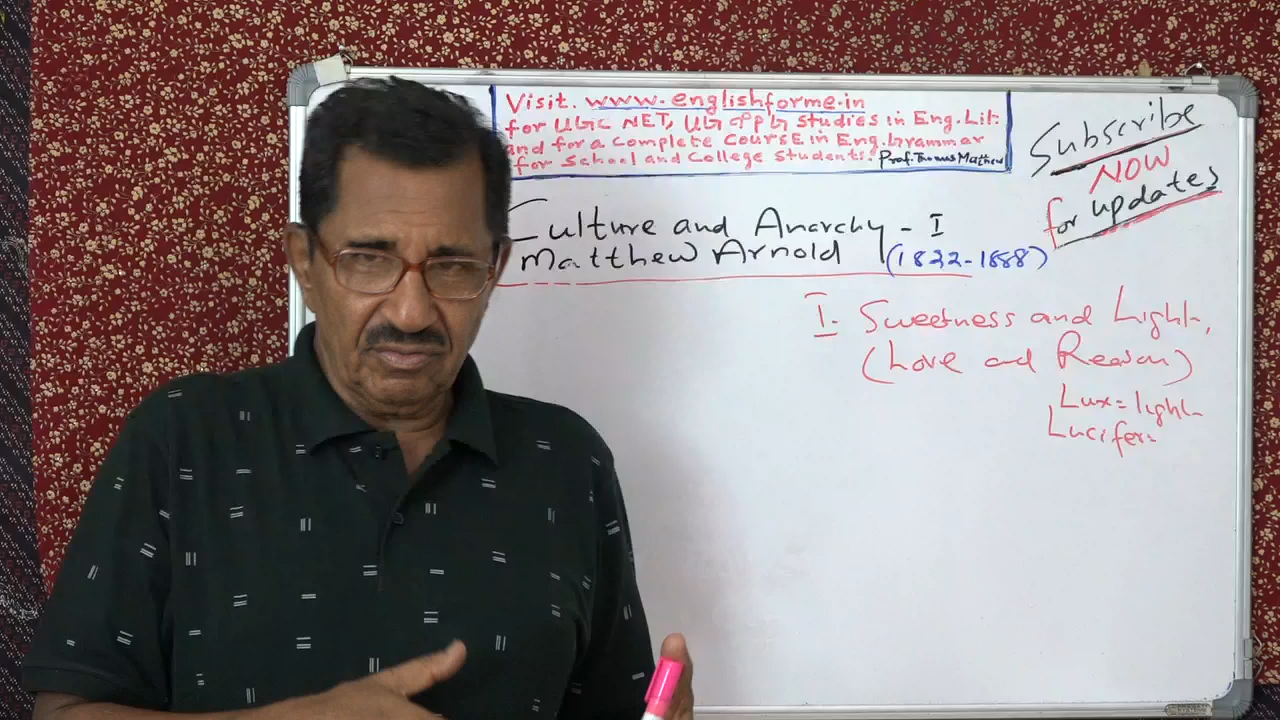 Visit. www.englishforme.in
for UGC NET, UG & PG Studies in Eng. Lit.
and for a Complete Course in Eng. Grammar
for School and College Students. Prof. Thomas Mathew
Subscribe
NOW
for updates
Culture and Anarchy - I
Matthew Arnold (1822-1888)
I. Sweetness and Light,
(Love and Reason)
Lux = light
Lucifer=